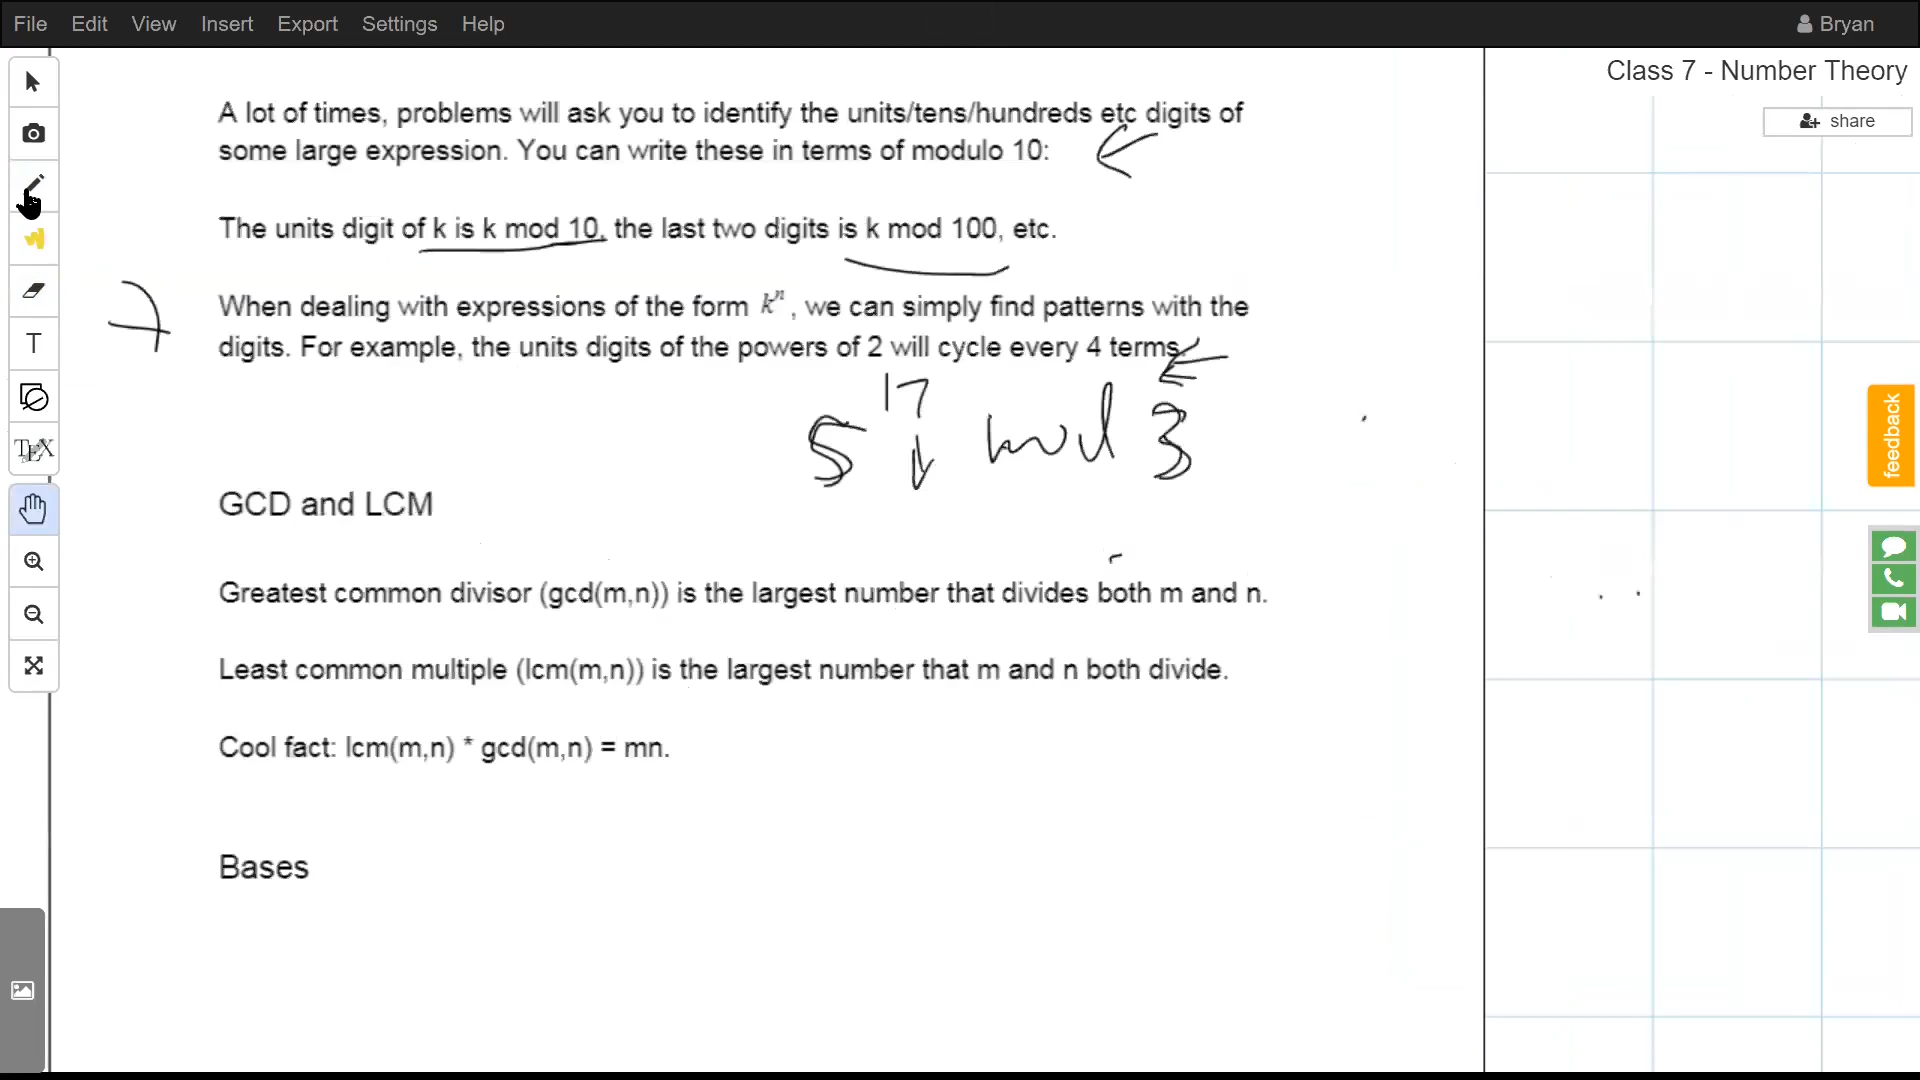 File Edit View Insert Export Settings Help Bryan
Class 7 - Number Theory
share
A lot of times, problems will ask you to identify the units/tens/hundreds etc digits of
some large expression. You can write these in terms of modulo 10:
The units digit of k is k mod 10, the last two digits is k mod 100, etc.
When dealing with expressions of the form kⁿ, we can simply find patterns with the
digits. For example, the units digits of the powers of 2 will cycle every 4 terms.
5¹⁷ mod 3
T
TEX
feedback
GCD and LCM
Greatest common divisor (gcd(m,n)) is the largest number that divides both m and n.
Least common multiple (lcm(m,n)) is the largest number that m and n both divide.
Cool fact: lcm(m,n) * gcd(m,n) = mn.
Bases